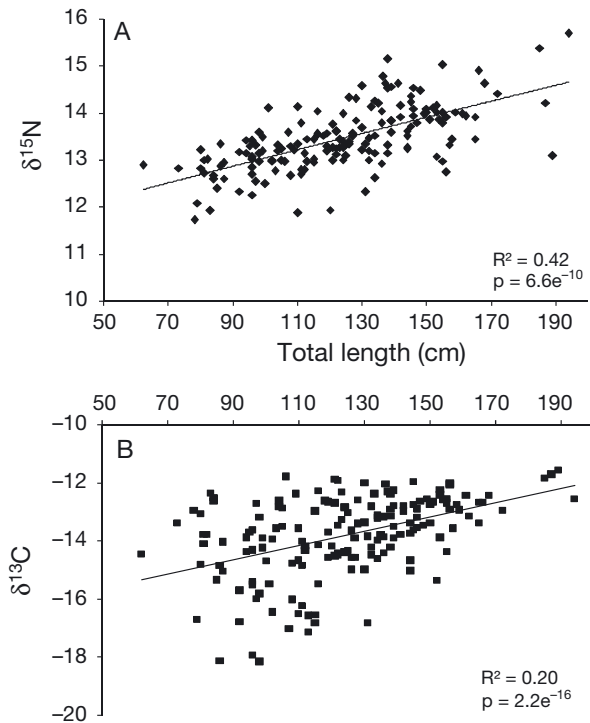 A
16
15
14
13
12
11
10
δ¹⁵N
R² = 0.42
p = 6.6e⁻¹⁰
50 70 90 110 130 150 170 190
Total length (cm)
50 70 90 110 130 150 170 190
B
−10
−12
−14
−16
−18
−20
δ¹³C
R² = 0.20
p = 2.2e⁻¹⁶